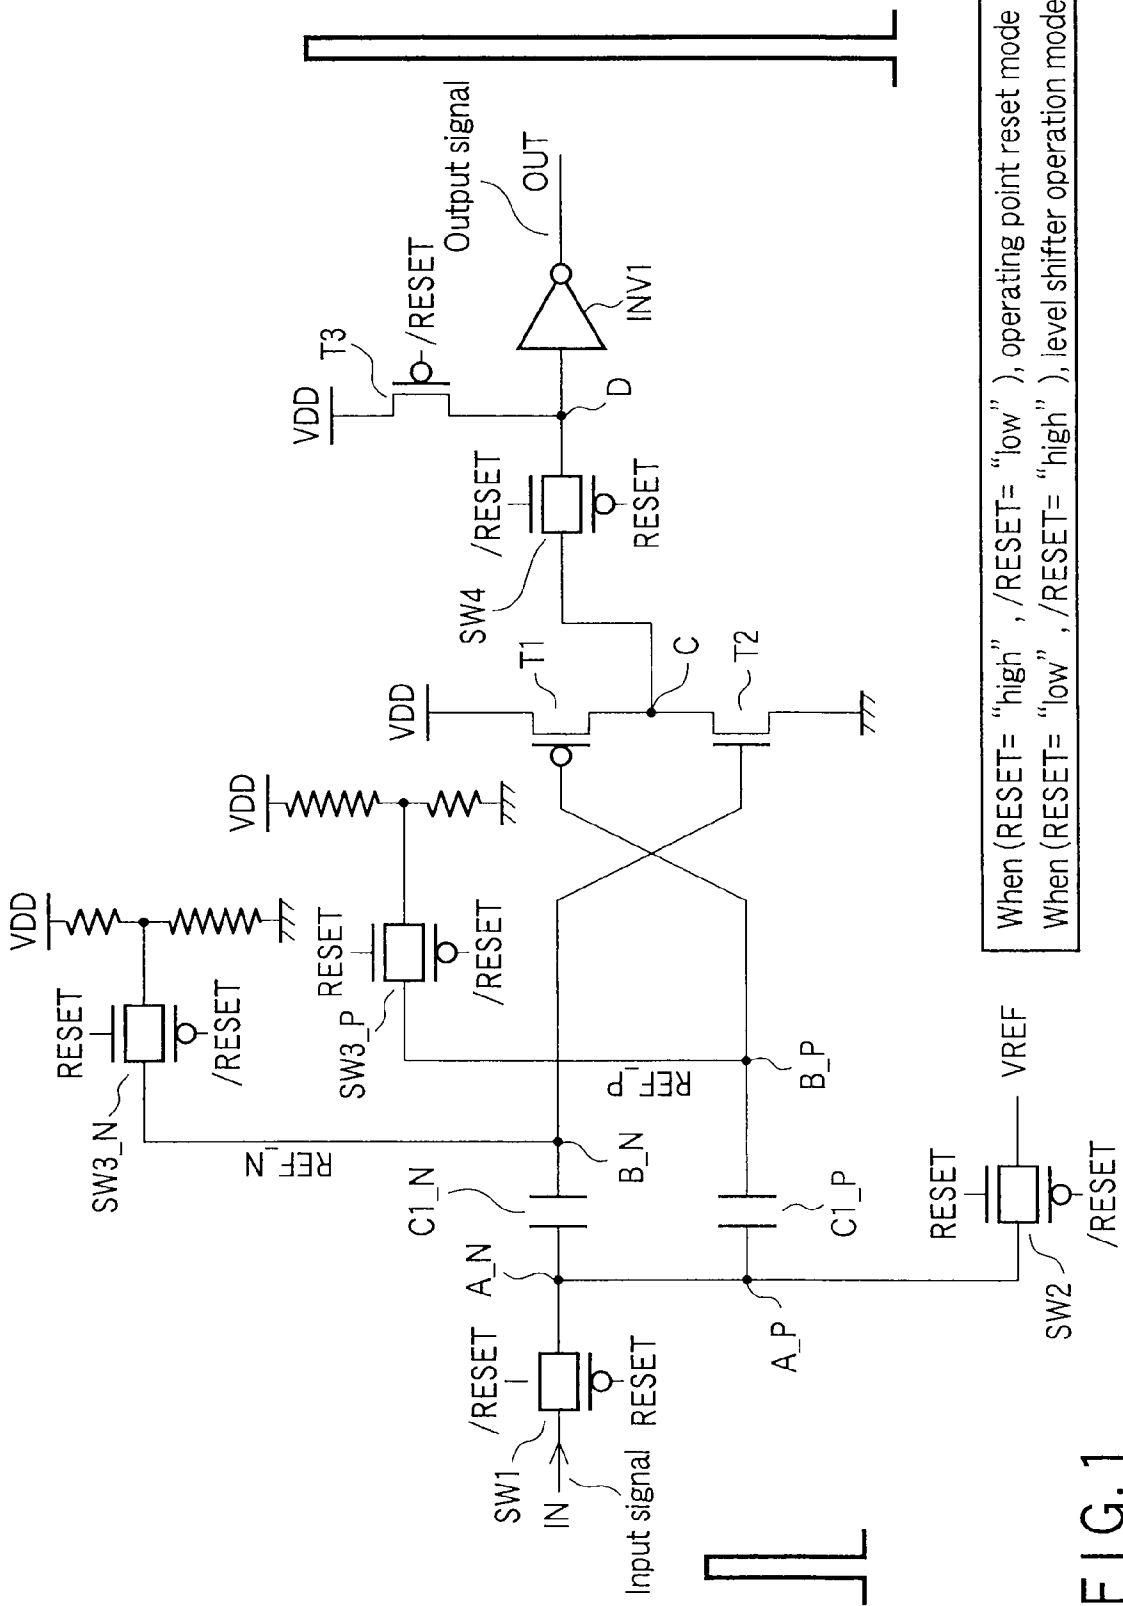 FIG. 1
Input signal
IN
SW1
/RESET
RESET
A_N
A_P
C1_N
C1_P
B_N
B_P
REF_N
REF_P
SW3_N
RESET
/RESET
VDD
SW3_P
RESET
/RESET
VDD
SW2
RESET
/RESET
VREF
VDD
T1
C
T2
SW4
/RESET
RESET
VDD
T3
/RESET
D
INV1
OUT
Output signal
When (RESET= “high” , /RESET= “low” ), operating point reset mode
When (RESET= “low” , /RESET= “high” ), level shifter operation mode